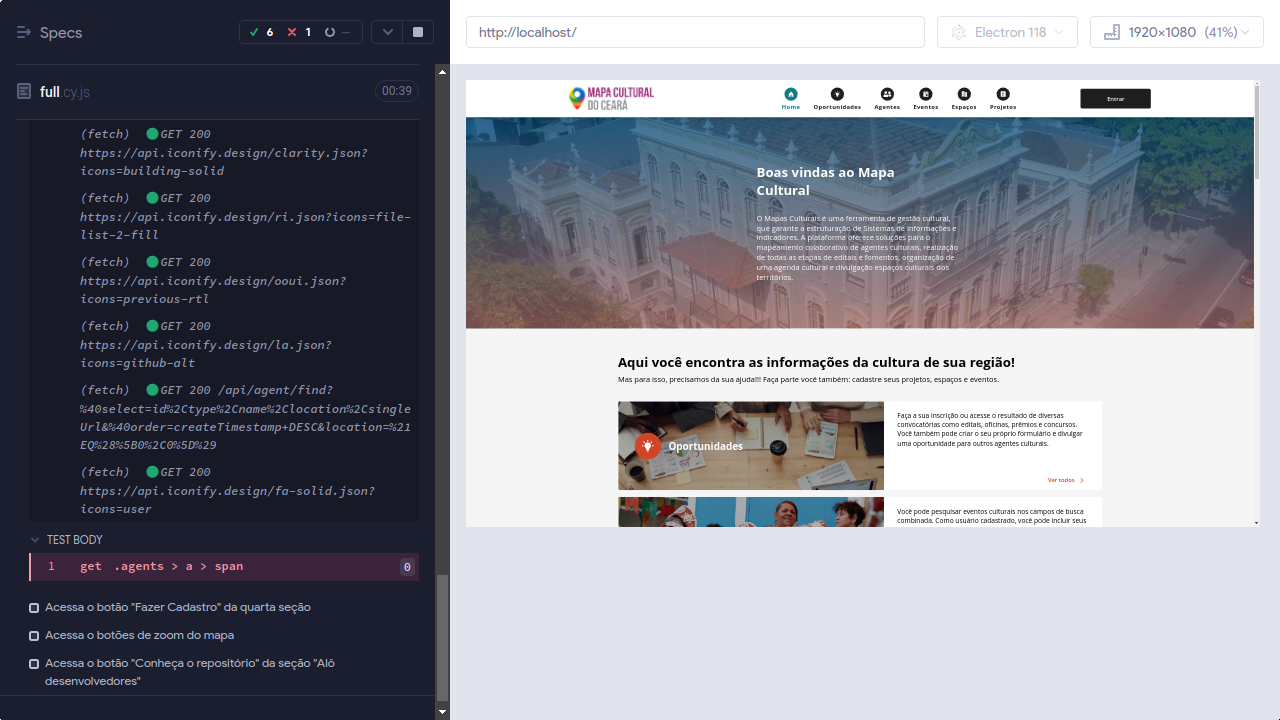 Specs
6
1
--
full.cy.js
00:39
(fetch) GET 200
https://api.iconify.design/clarity.json?
icons=building-solid
(fetch) GET 200
https://api.iconify.design/ri.json?icons=file-
list-2-fill
(fetch) GET 200
https://api.iconify.design/ooui.json?
icons=previous-rtl
(fetch) GET 200
https://api.iconify.design/la.json?
icons=github-alt
(fetch) GET 200 /api/agent/find?
%40select=id%2Ctype%2Cname%2Clocation%2Csingle
Url&%40order=createTimestamp+DESC&location=%21
EQ%28%5B0%2C0%5D%29
(fetch) GET 200
https://api.iconify.design/fa-solid.json?
icons=user
TEST BODY
1 get .agents > a > span 0
Acessa o botão "Fazer Cadastro" da quarta seção
Acessa o botões de zoom do mapa
Acessa o botão "Conheça o repositório" da seção "Alô
desenvolvedores"
http://localhost/
Electron 118
1920×1080 (41%)
MAPA CULTURAL
DO CEARÁ
Home
Oportunidades
Agentes
Eventos
Espaços
Projetos
Entrar
Boas vindas ao Mapa
Cultural
O Mapas Culturais é uma ferramenta de gestão cultural,
que garante a estruturação de Sistemas de Informações e
Indicadores. A plataforma oferece soluções para o
mapeamento colaborativo de agentes culturais, realização
de todas as etapas de editais e fomentos, organização de
uma agenda cultural e divulgação espaços culturais dos
territórios.
Aqui você encontra as informações da cultura de sua região!
Mas para isso, precisamos da sua ajuda!!! Faça parte você também: cadastre seus projetos, espaços e eventos.
Oportunidades
Faça a sua inscrição ou acesse o resultado de diversas
convocatórias como editais, oficinas, prêmios e concursos.
Você também pode criar o seu próprio formulário e divulgar
uma oportunidade para outros agentes culturais.
Ver todos
Você pode pesquisar eventos culturais nos campos de busca
combinada. Como usuário cadastrado, você pode incluir seus